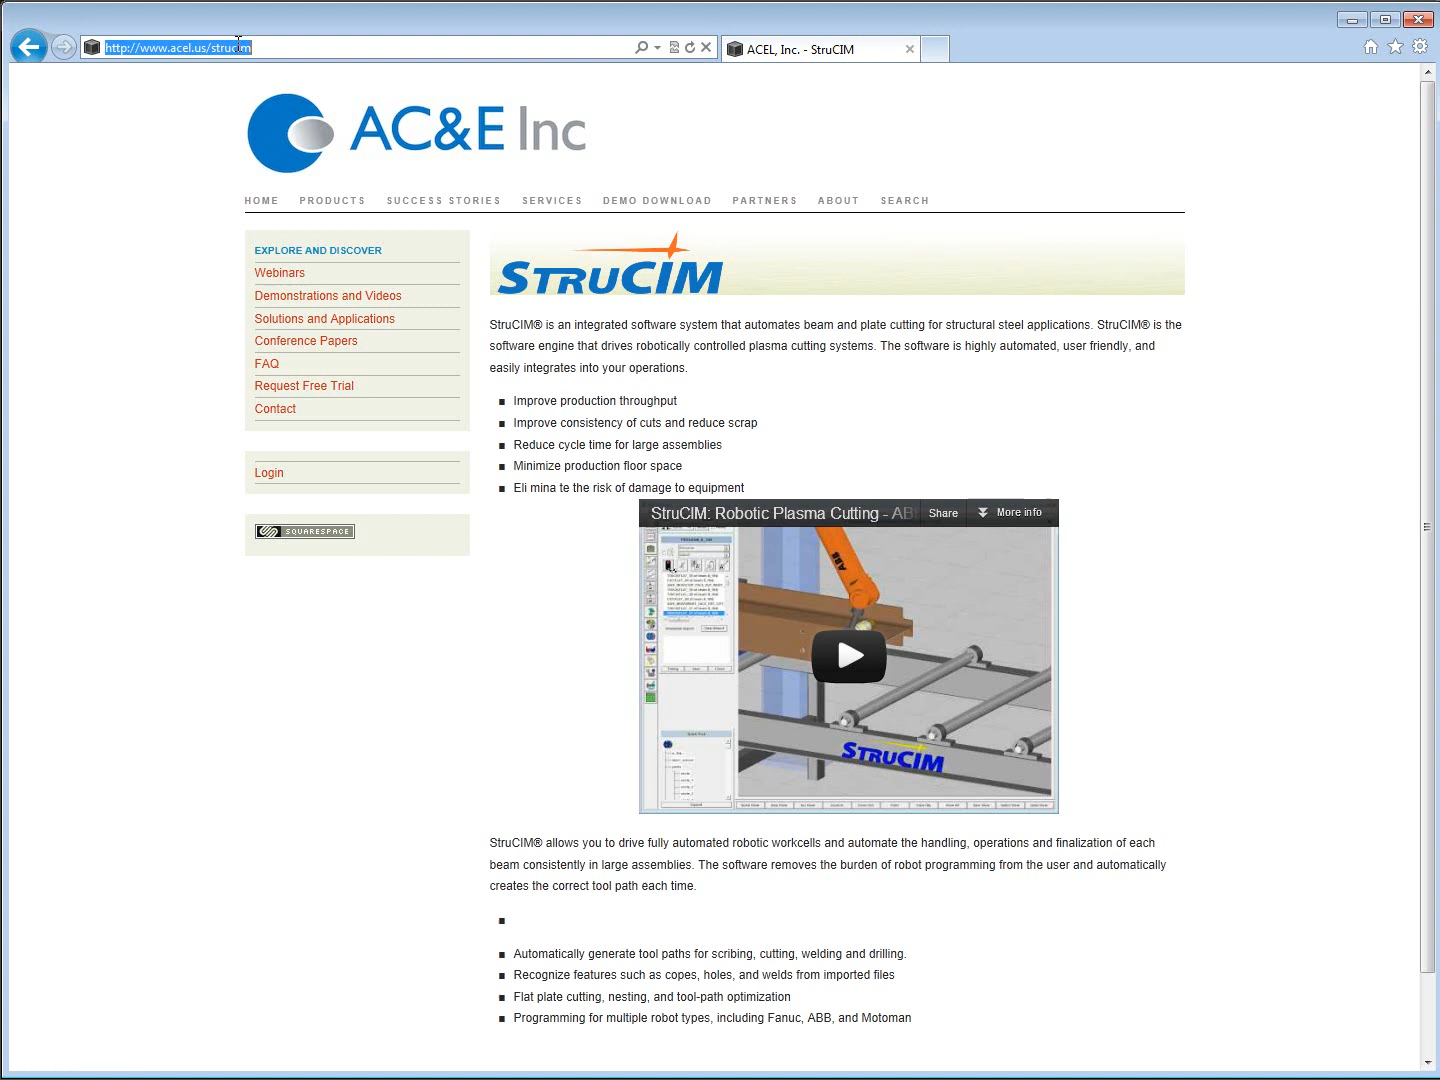 http://www.acel.us/strucim
ACEL, Inc. - StruCIM
AC&E Inc
HOME PRODUCTS SUCCESS STORIES SERVICES DEMO DOWNLOAD PARTNERS ABOUT SEARCH
EXPLORE AND DISCOVER
Webinars
Demonstrations and Videos
Solutions and Applications
Conference Papers
FAQ
Request Free Trial
Contact
Login
SQUARESPACE
STRUCIM
StruCIM® is an integrated software system that automates beam and plate cutting for structural steel applications. StruCIM® is the
software engine that drives robotically controlled plasma cutting systems. The software is highly automated, user friendly, and
easily integrates into your operations.
Improve production throughput
Improve consistency of cuts and reduce scrap
Reduce cycle time for large assemblies
Minimize production floor space
Eli mina te the risk of damage to equipment
StruCIM: Robotic Plasma Cutting - AB
Share
More info
ABB
STRUCIM
StruCIM® allows you to drive fully automated robotic workcells and automate the handling, operations and finalization of each
beam consistently in large assemblies. The software removes the burden of robot programming from the user and automatically
creates the correct tool path each time.
Automatically generate tool paths for scribing, cutting, welding and drilling.
Recognize features such as copes, holes, and welds from imported files
Flat plate cutting, nesting, and tool-path optimization
Programming for multiple robot types, including Fanuc, ABB, and Motoman